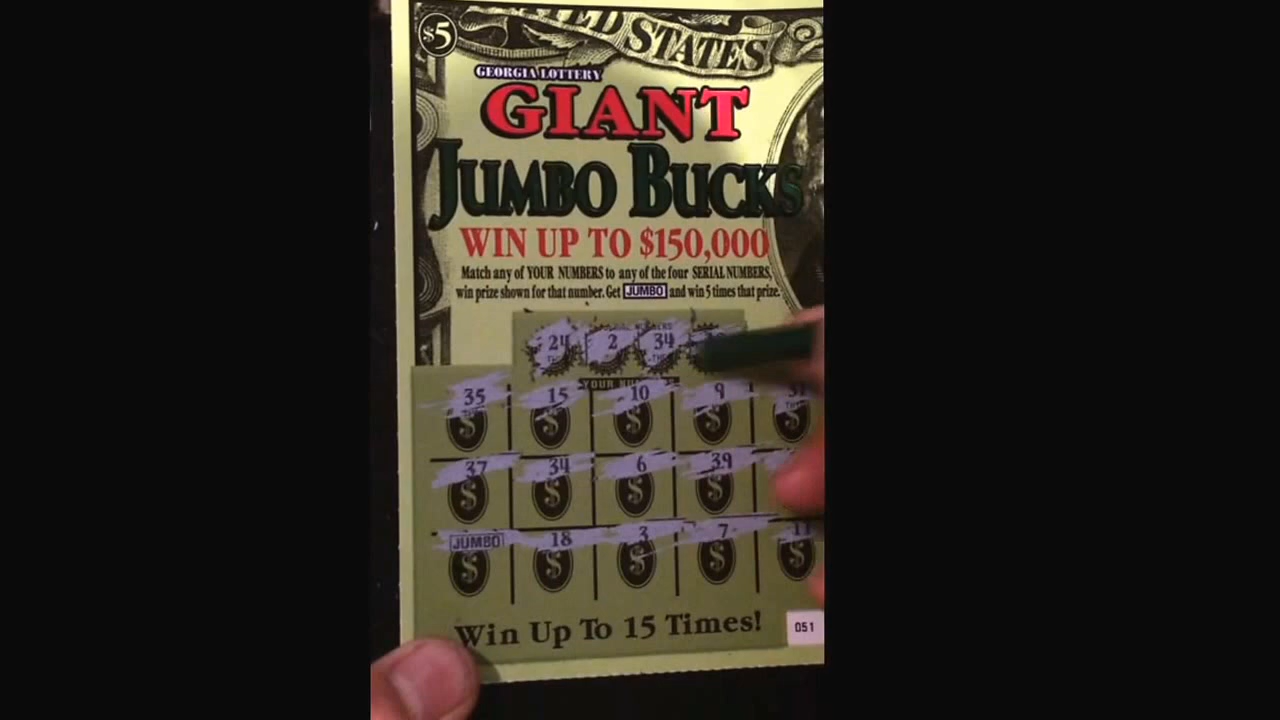 UNITED STATES
$5
GEORGIA LOTTERY
GIANT
JUMBO BUCKS
WIN UP TO $150,000
Match any of YOUR NUMBERS to any of the four SERIAL NUMBERS,
win prize shown for that number. Get JUMBO and win 5 times that prize.
24 2 34
YOUR
35 15 10 9
37 34 6 39
JUMBO 18 3 7 11
Win Up To 15 Times!
051